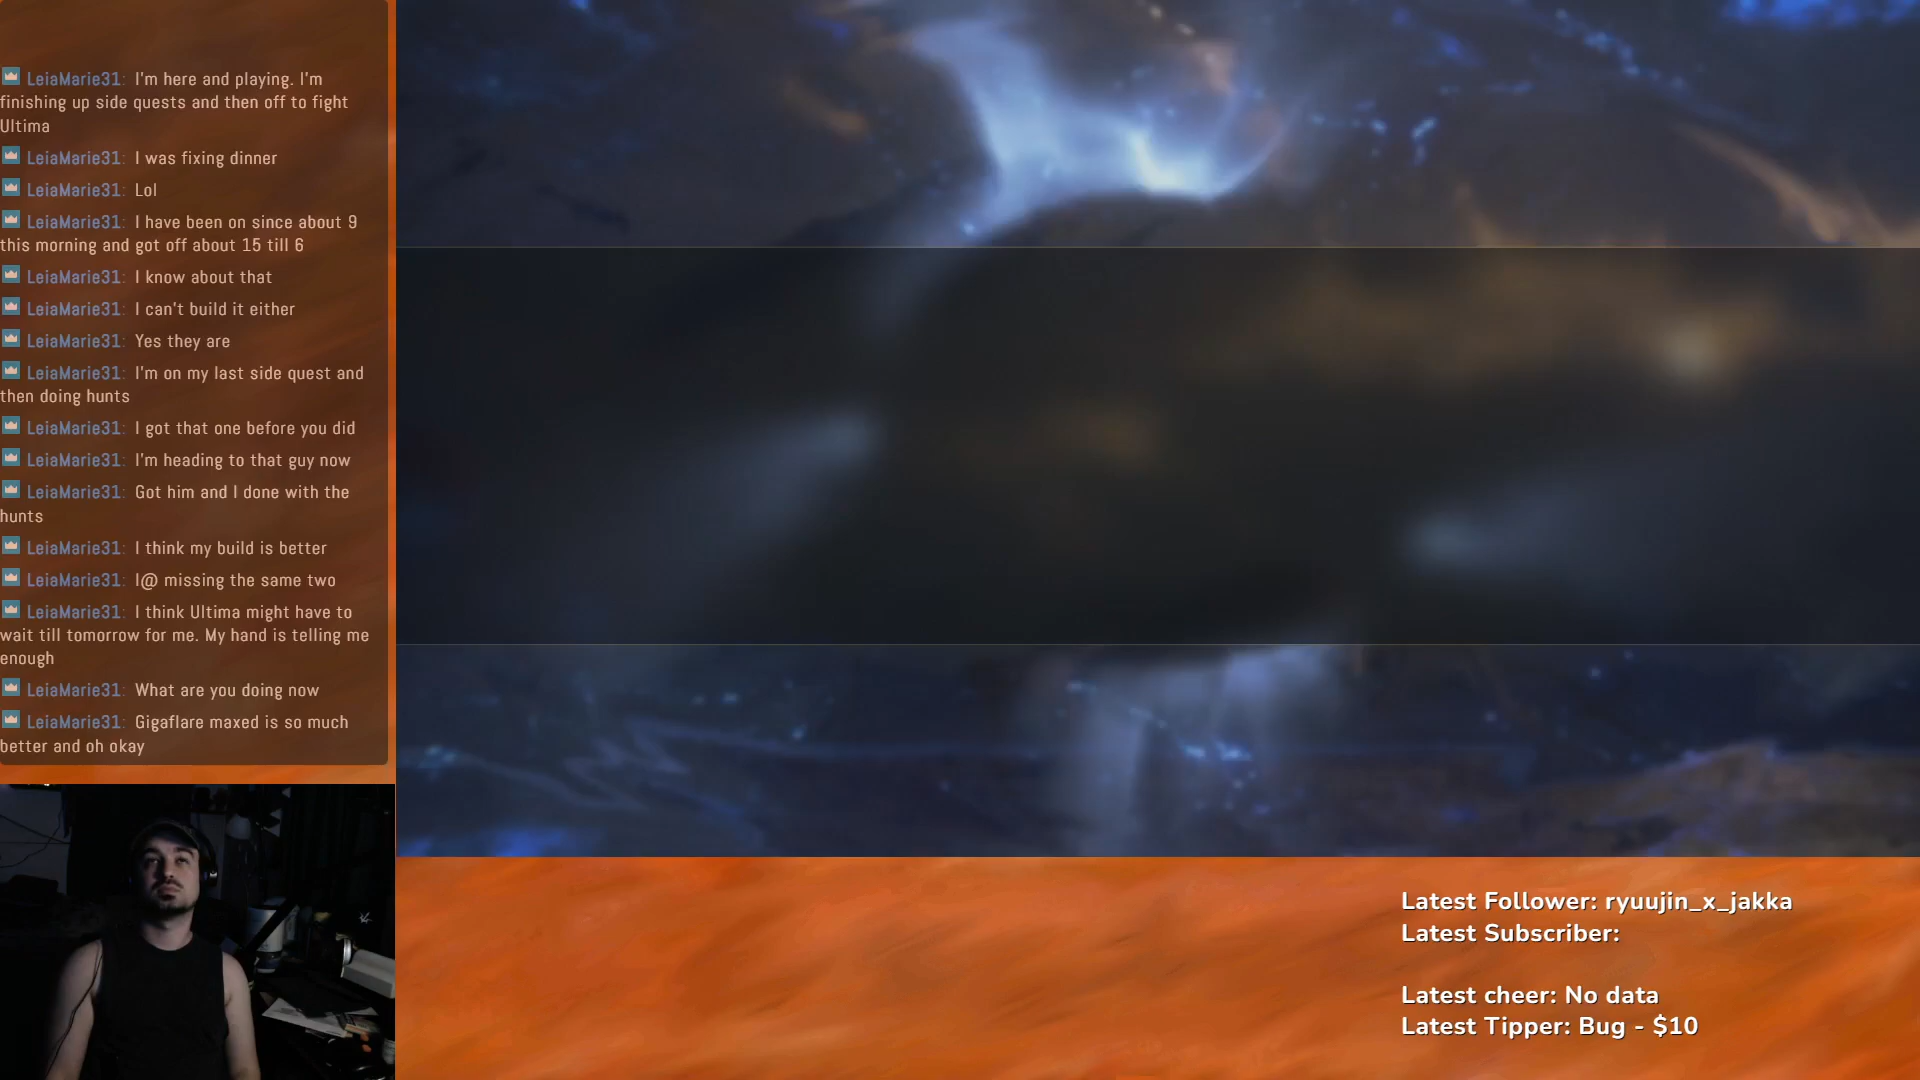 LeiaMarie31: I'm here and playing. I'm
finishing up side quests and then off to fight
Ultima
LeiaMarie31: I was fixing dinner
LeiaMarie31: Lol
LeiaMarie31: I have been on since about 9
this morning and got off about 15 till 6
LeiaMarie31: I know about that
LeiaMarie31: I can't build it either
LeiaMarie31: Yes they are
LeiaMarie31: I'm on my last side quest and
then doing hunts
LeiaMarie31: I got that one before you did
LeiaMarie31: I'm heading to that guy now
LeiaMarie31: Got him and I done with the
hunts
LeiaMarie31: I think my build is better
LeiaMarie31: I@ missing the same two
LeiaMarie31: I think Ultima might have to
wait till tomorrow for me. My hand is telling me
enough
LeiaMarie31: What are you doing now
LeiaMarie31: Gigaflare maxed is so much
better and oh okay
Latest Follower: ryuujin_x_jakka
Latest Subscriber:
Latest cheer: No data
Latest Tipper: Bug - $10